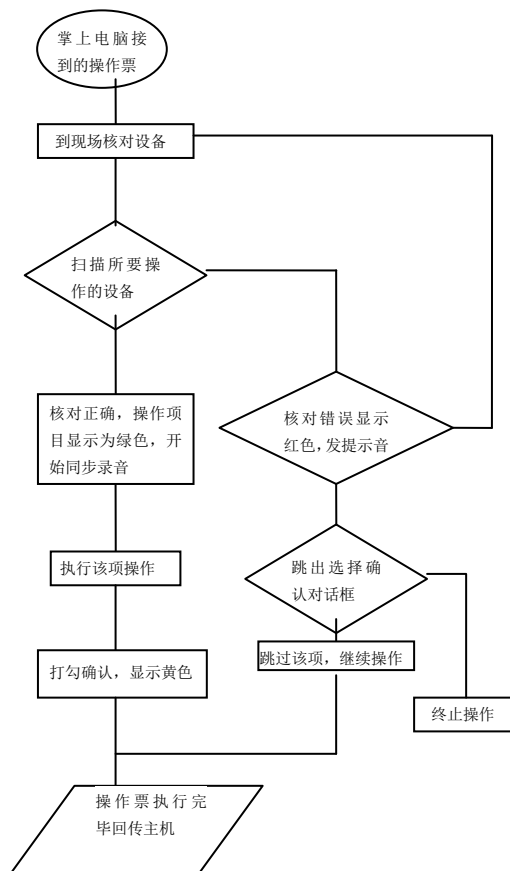 掌上电脑接
到的操作票
到现场核对设备
扫描所要操
作的设备
核对正确，操作项
目显示为绿色，开
始同步录音
核对错误显示
红色，发提示音
执行该项操作
跳出选择确
认对话框
打勾确认，显示黄色
跳过该项，继续操作
终止操作
操作票执行完
毕回传主机